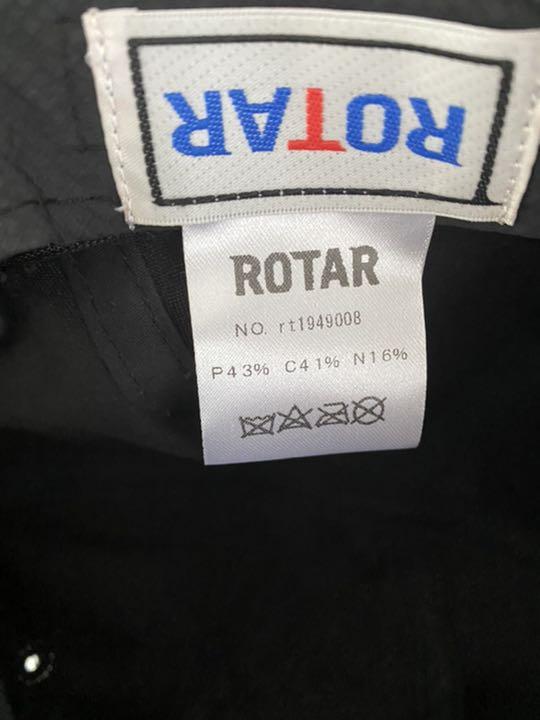 ROTAR
ROTAR
NO. rt1949008
P43% C41% N16%